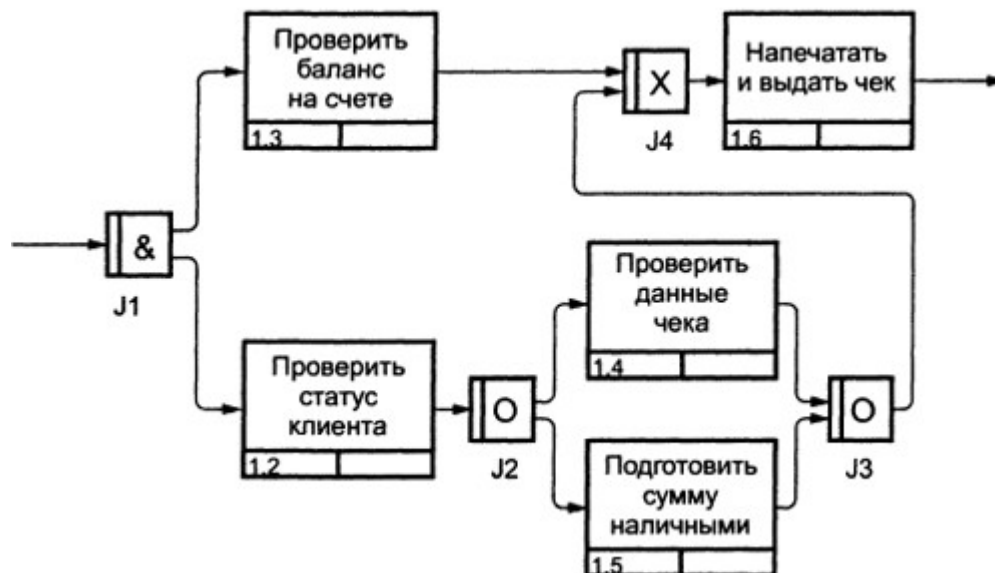 Проверить
баланс
на счете
1.3
X
J4
Напечатать
и выдать чек
1.6
&
J1
Проверить
статус
клиента
1.2
O
J2
Проверить
данные
чека
1.4
Подготовить
сумму
наличными
1.5
O
J3